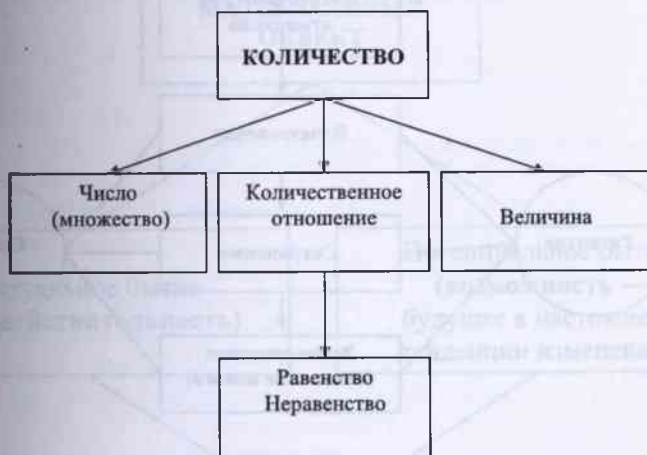 КОЛИЧЕСТВО
Число
(множество)
Количественное
отношение
Величина
Равенство
Неравенство